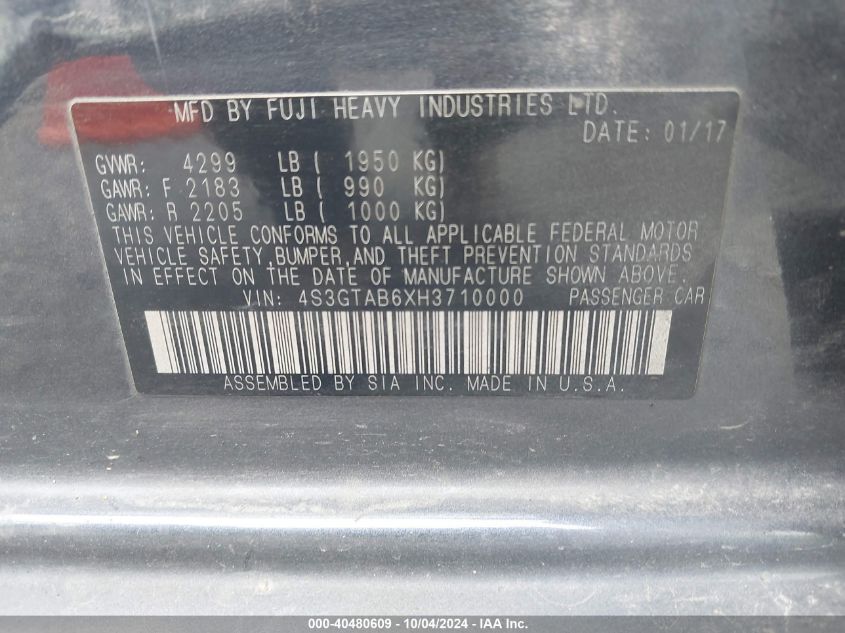 MFD BY FUJI HEAVY INDUSTRIES LTD.
DATE: 01/17
GVWR: 4299 LB ( 1950 KG)
GAWR: F 2183 LB ( 990 KG)
GAWR: R 2205 LB ( 1000 KG)
THIS VEHICLE CONFORMS TO ALL APPLICABLE FEDERAL MOTOR
VEHICLE SAFETY,BUMPER,AND THEFT PREVENTION STANDARDS
IN EFFECT ON THE DATE OF MANUFACTURE SHOWN ABOVE.
VIN: 4S3GTAB6XH3710000 PASSENGER CAR
ASSEMBLED BY SIA INC. MADE IN U.S.A.
000-40480609 - 10/04/2024 - IAA Inc.